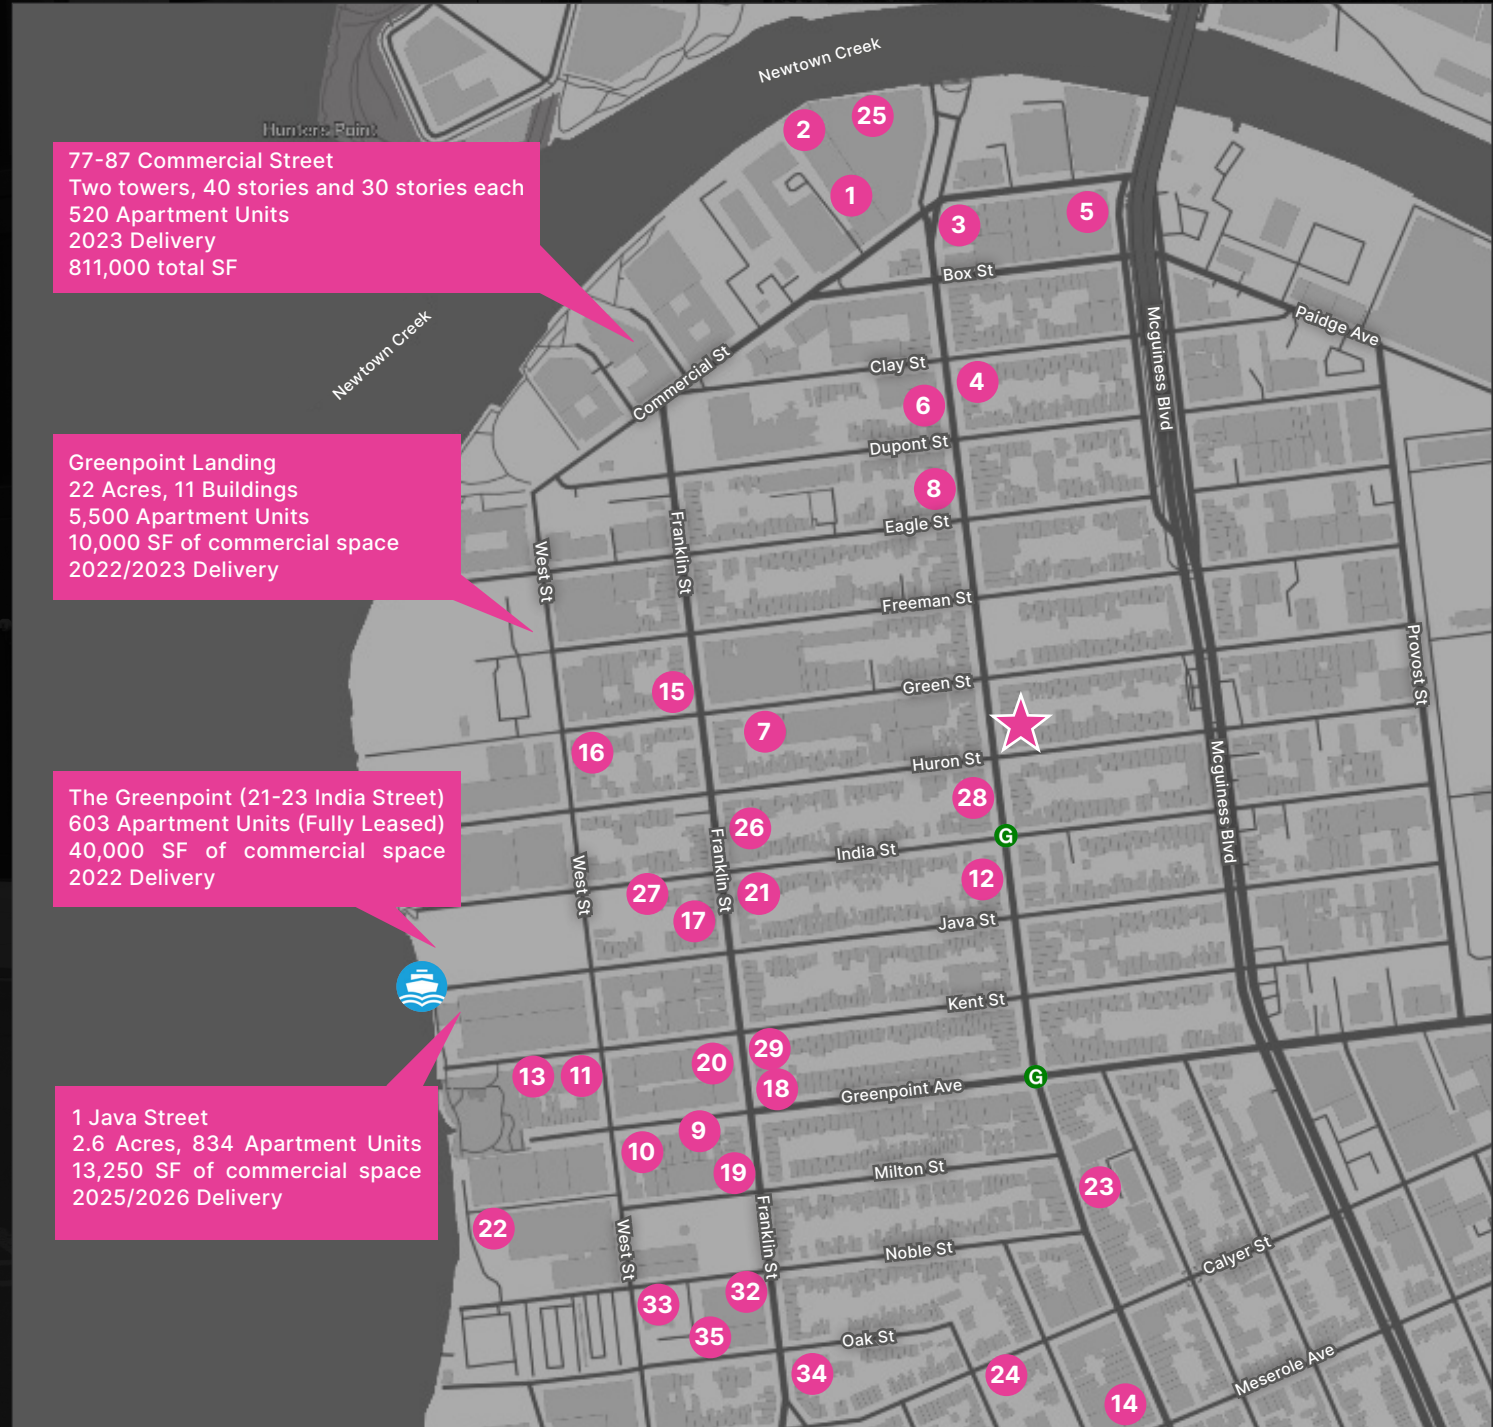 Newtown Creek
Hunters Point
2
25
1
3
5
77-87 Commercial Street
Two towers, 40 stories and 30 stories each
520 Apartment Units
2023 Delivery
811,000 total SF
Box St
Newtown Creek
Mcguiness Blvd
Paidge Ave
Commercial St
Clay St
4
6
Dupont St
8
Eagle St
Greenpoint Landing
22 Acres, 11 Buildings
5,500 Apartment Units
10,000 SF of commercial space
2022/2023 Delivery
West St
Franklin St
Freeman St
Provost St
Green St
15
7
16
Huron St
28
G
Mcguiness Blvd
The Greenpoint (21-23 India Street)
603 Apartment Units (Fully Leased)
40,000 SF of commercial space
2022 Delivery
26
India St
West St
Franklin St
27
21
17
12
Java St
Kent St
29
20
13
11
18
Greenpoint Ave
G
1 Java Street
2.6 Acres, 834 Apartment Units
13,250 SF of commercial space
2025/2026 Delivery
9
10
19
Milton St
23
22
West St
Franklin St
Noble St
Calyer St
33
32
35
Oak St
34
24
14
Meserole Ave